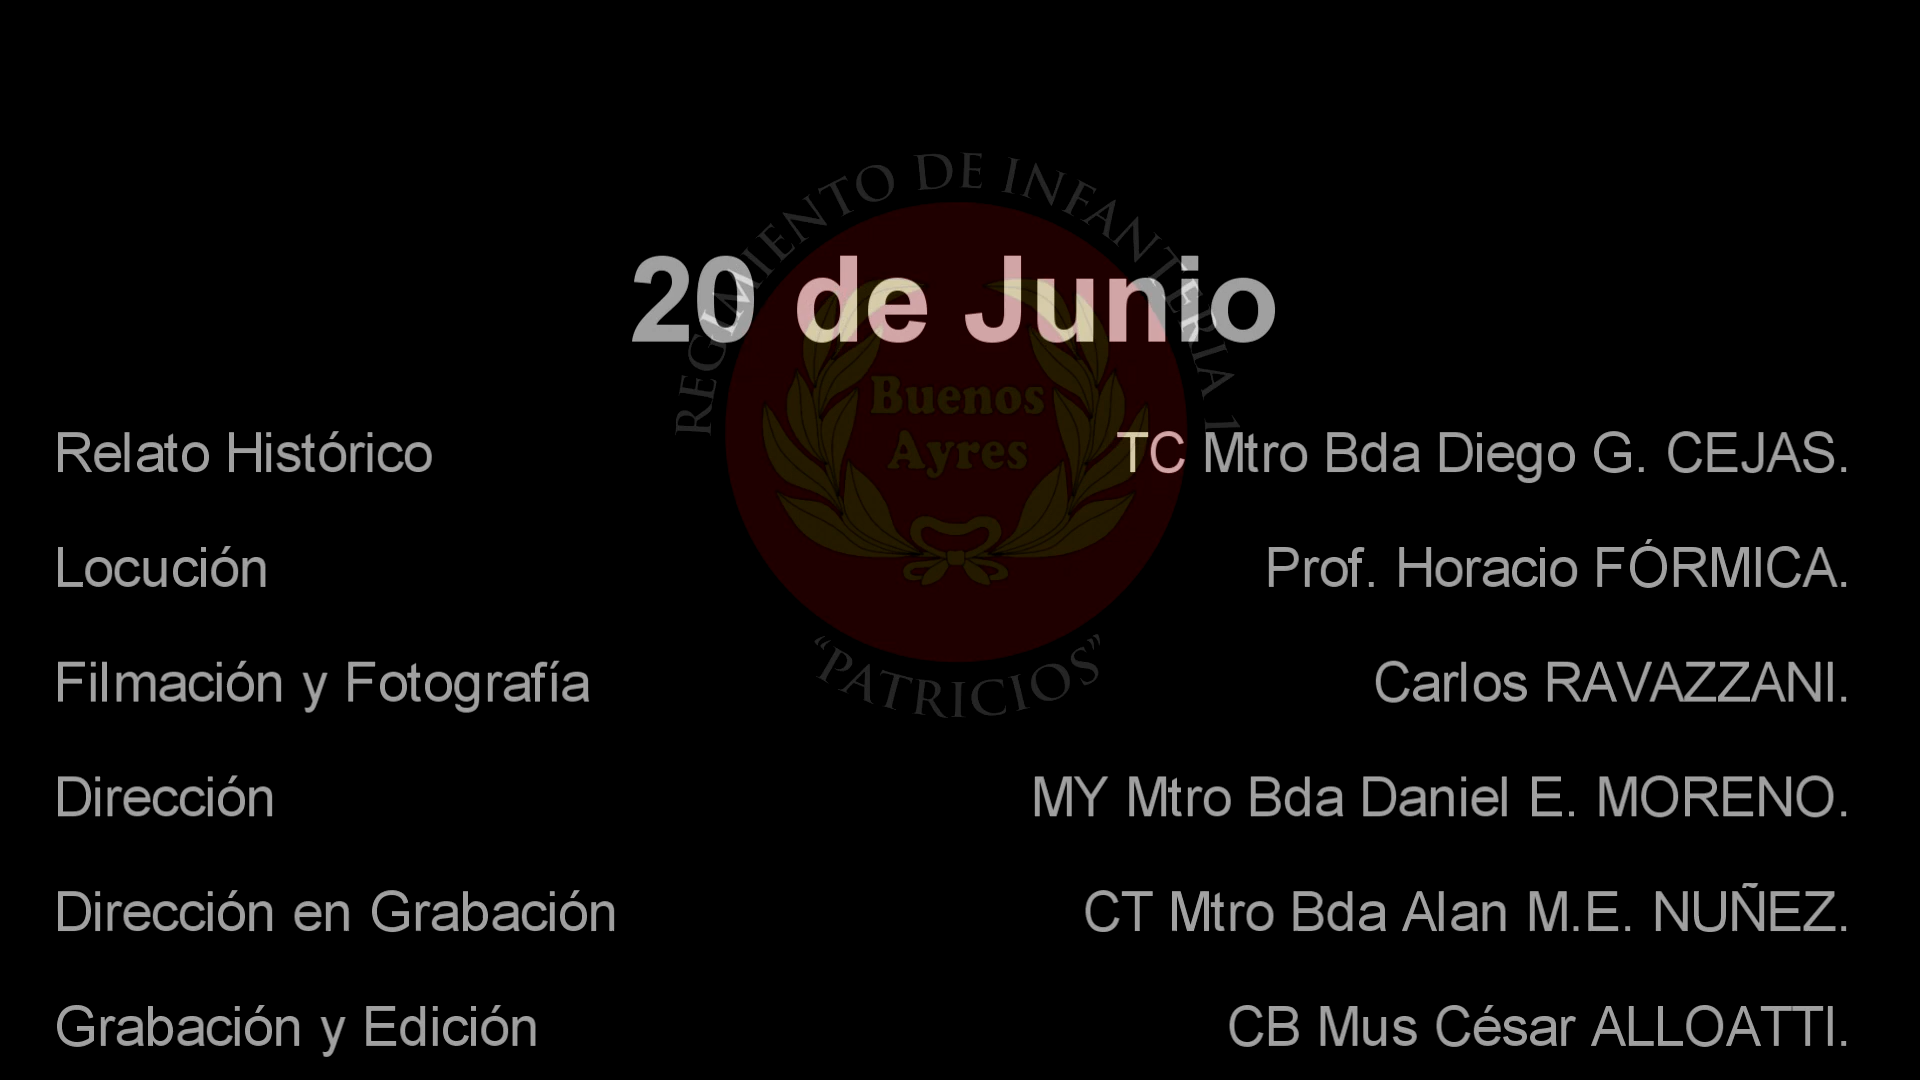 REGIMIENTO DE INFANTERIA 1
20 de Junio
Buenos
Ayres
Relato Histórico TC Mtro Bda Diego G. CEJAS.
Locución Prof. Horacio FÓRMICA.
Filmación y Fotografía Carlos RAVAZZANI.
"PATRICIOS"
Dirección MY Mtro Bda Daniel E. MORENO.
Dirección en Grabación CT Mtro Bda Alan M.E. NUÑEZ.
Grabación y Edición CB Mus César ALLOATTI.